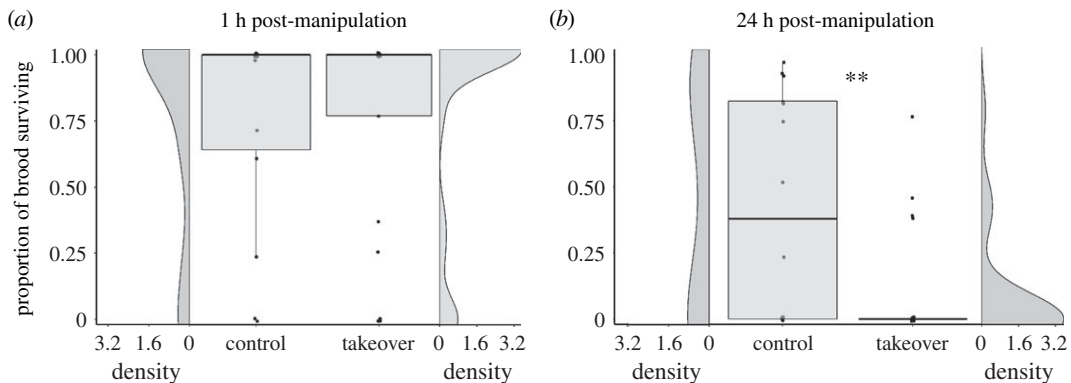 (a) 1 h post-manipulation
(b) 24 h post-manipulation
proportion of brood surviving
1.00
0.75
0.50
0.25
0
3.2 1.6 0 control takeover 0 1.6 3.2
density density
1.00
0.75
0.50
0.25
0
**
3.2 1.6 0 control takeover 0 1.6 3.2
density density